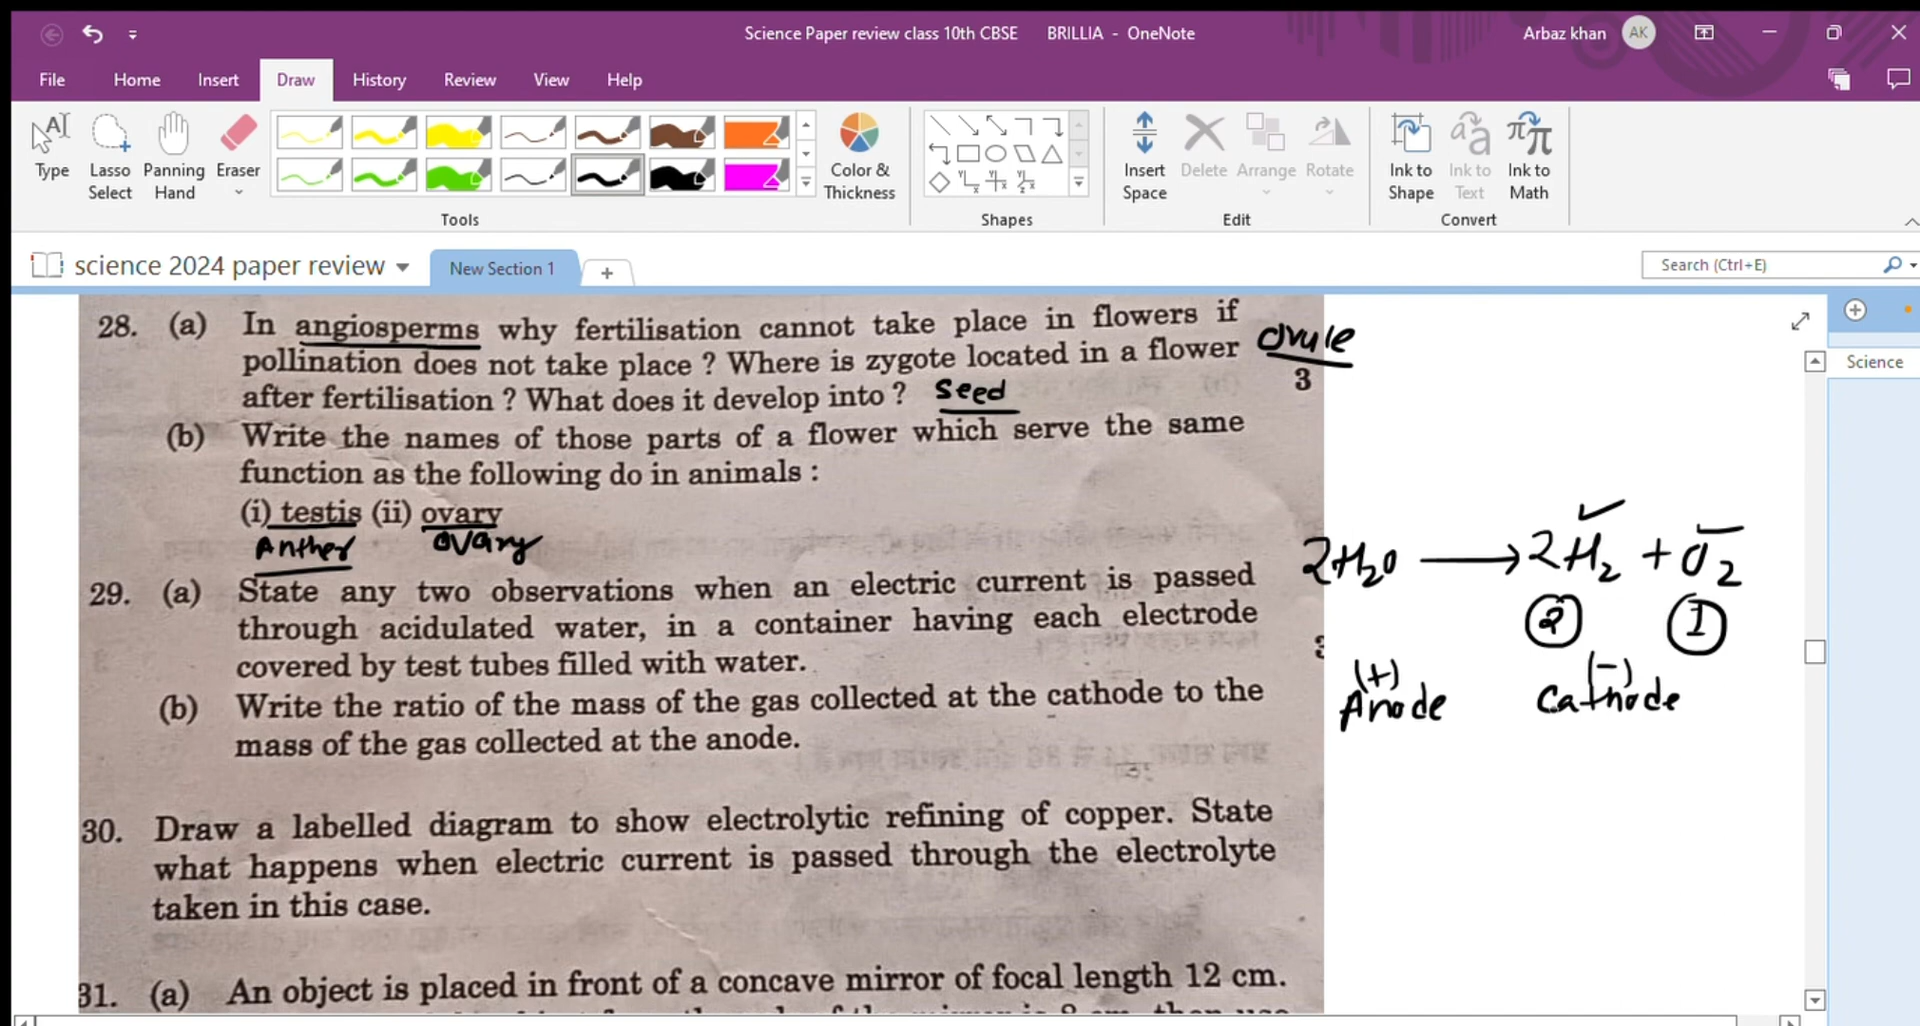 Science Paper review class 10th CBSE BRILLIA - OneNote
Arbaz khan AK
File Home Insert Draw History Review View Help
Type
Lasso Select
Panning Hand
Eraser
Color & Thickness
Insert Space
Delete
Arrange
Rotate
Ink to Shape
Ink to Text
Ink to Math
Tools
Shapes
Edit
Convert
science 2024 paper review
New Section 1
Search (Ctrl+E)
Science
28. (a) In angiosperms why fertilisation cannot take place in flowers if
pollination does not take place ? Where is zygote located in a flower ovule
after fertilisation ? What does it develop into ? Seed 3
(b) Write the names of those parts of a flower which serve the same
function as the following do in animals :
(i) testis (ii) ovary
Anther ovary
2H2O → 2H2 + O2
2 1
29. (a) State any two observations when an electric current is passed
through acidulated water, in a container having each electrode
covered by test tubes filled with water. 3
(+) (-)
Anode Cathode
(b) Write the ratio of the mass of the gas collected at the cathode to the
mass of the gas collected at the anode.
30. Draw a labelled diagram to show electrolytic refining of copper. State
what happens when electric current is passed through the electrolyte
taken in this case.
31. (a) An object is placed in front of a concave mirror of focal length 12 cm.